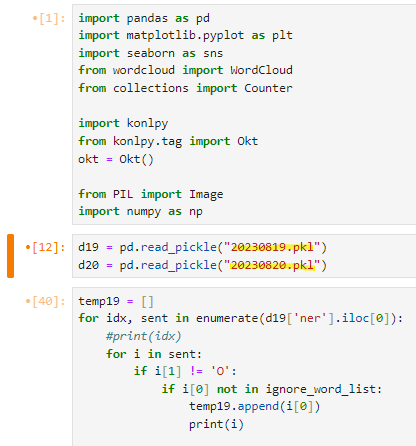 [1]:
import pandas as pd
import matplotlib.pyplot as plt
import seaborn as sns
from wordcloud import WordCloud
from collections import Counter
import konlpy
from konlpy.tag import Okt
okt = Okt()
from PIL import Image
import numpy as np
[12]:
d19 = pd.read_pickle("20230819.pkl")
d20 = pd.read_pickle("20230820.pkl")
[40]:
temp19 = []
for idx, sent in enumerate(d19['ner'].iloc[0]):
    #print(idx)
    for i in sent:
        if i[1] != 'O':
            if i[0] not in ignore_word_list:
                temp19.append(i[0])
                print(i)